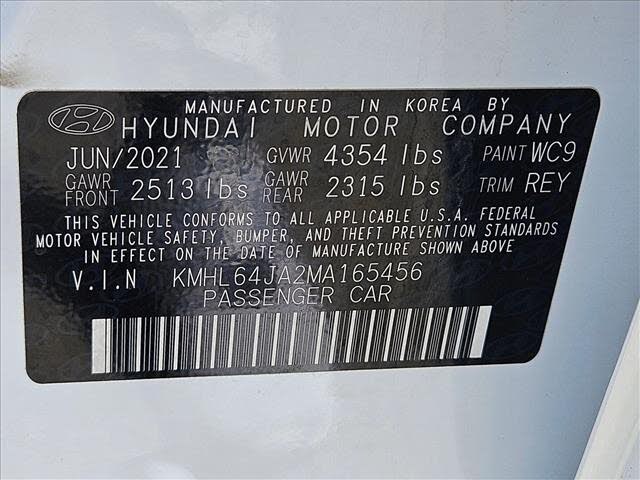 MANUFACTURED IN KOREA BY
HYUNDAI MOTOR COMPANY
JUN/2021 GVWR 4354 lbs PAINT WC9
GAWR FRONT 2513 lbs GAWR REAR 2315 lbs TRIM REY
THIS VEHICLE CONFORMS TO ALL APPLICABLE U.S.A. FEDERAL
MOTOR VEHICLE SAFETY, BUMPER, AND THEFT PREVENTION STANDARDS
IN EFFECT ON THE DATE OF MANUFACTURE SHOWN ABOVE
V.I.N KMHL64JA2MA165456
PASSENGER CAR